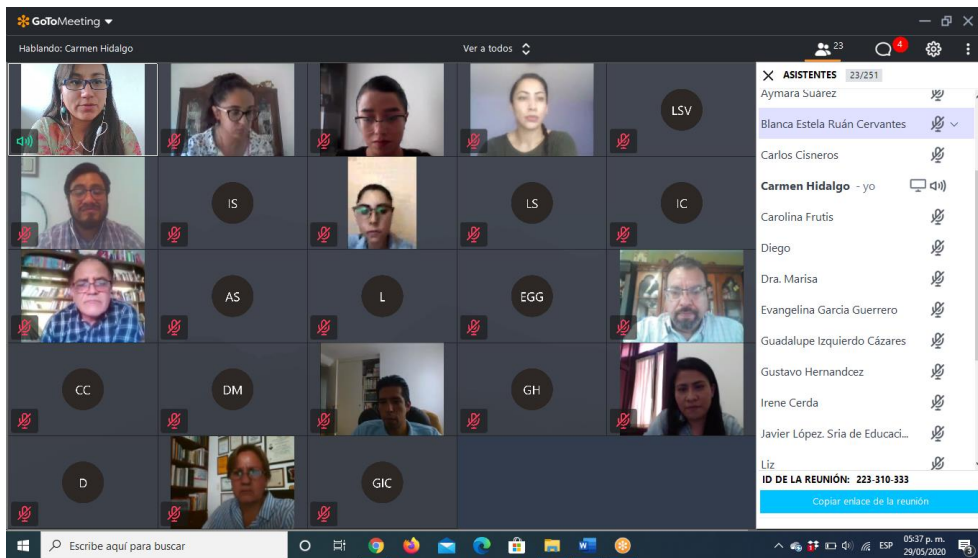 GoToMeeting
Hablando: Carmen Hidalgo
Ver a todos
23
4
ASISTENTES 23/251
Aymara Suárez
Blanca Estela Ruán Cervantes
Carlos Cisneros
Carmen Hidalgo - yo
Carolina Frutis
Diego
Dra. Marisa
Evangelina Garcia Guerrero
Guadalupe Izquierdo Cázares
Gustavo Hernandcez
Irene Cerda
Javier López. Sria de Educaci...
Liz
ID DE LA REUNIÓN: 223-310-333
Copiar enlace de la reunión
LSV
IS
LS
IC
AS
L
EGG
CC
DM
GH
D
GIC
Escribe aquí para buscar
ESP
05:37 p. m.
29/05/2020